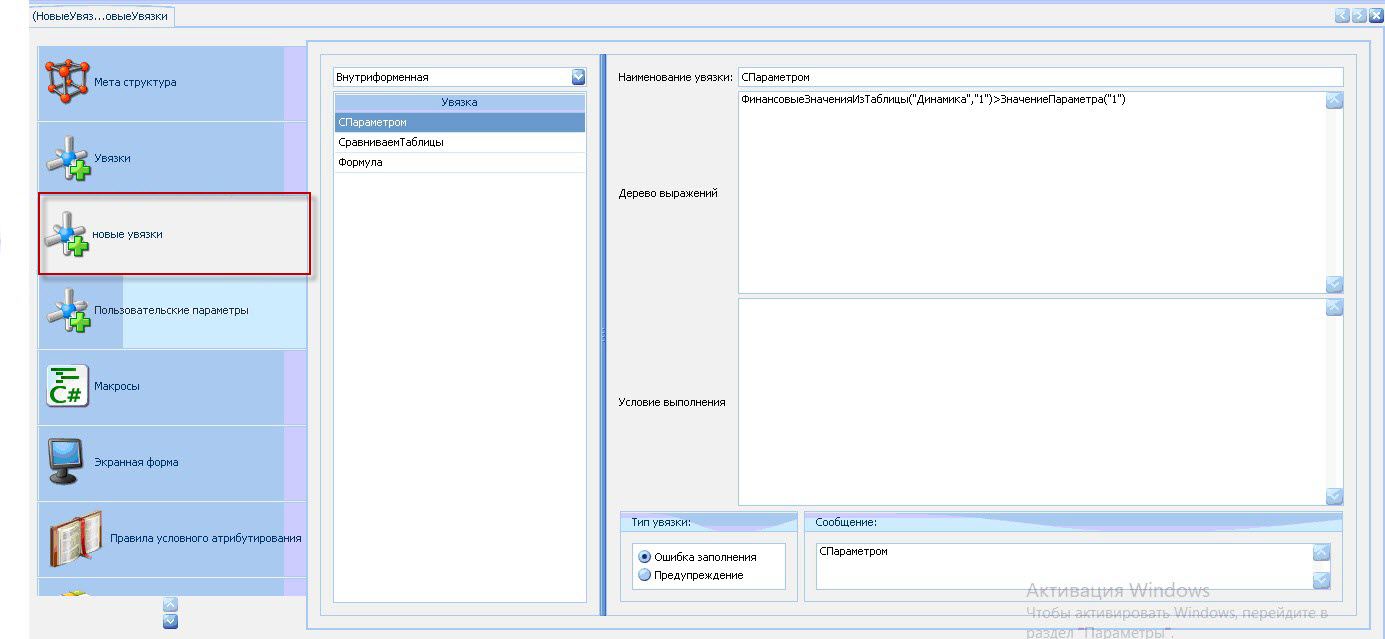 (НовыеУвяз...овыеУвязки
Мета структура
Увязки
новые увязки
Пользовательские параметры
Макросы
C#
Экранная форма
Правила условного атрибутирования
Внутриформенная
Увязка
СПараметром
СравниваемТаблицы
Формула
Наименование увязки:
СПараметром
Дерево выражений
ФинансовыеЗначенияИзТаблицы("Динамика","1")>ЗначениеПараметра("1")
Условие выполнения
Тип увязки:
Ошибка заполнения
Предупреждение
Сообщение:
СПараметром
Активация Windows
Чтобы активировать Windows, перейдите в
раздел "Параметры".